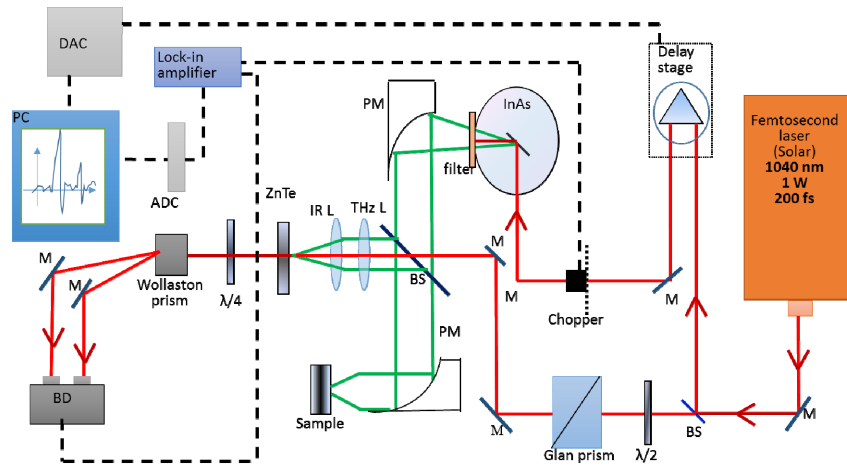 DAC
Lock-in
amplifier
PM
InAs
Delay
stage
PC
Femtosecond
laser
(Solar)
1040 nm
1 W
200 fs
filter
ADC
ZnTe
IR L
THz L
M
M
M
Wollaston
prism
λ/4
BS
M
Chopper
M
PM
BD
Sample
M
Glan prism
λ/2
BS
M